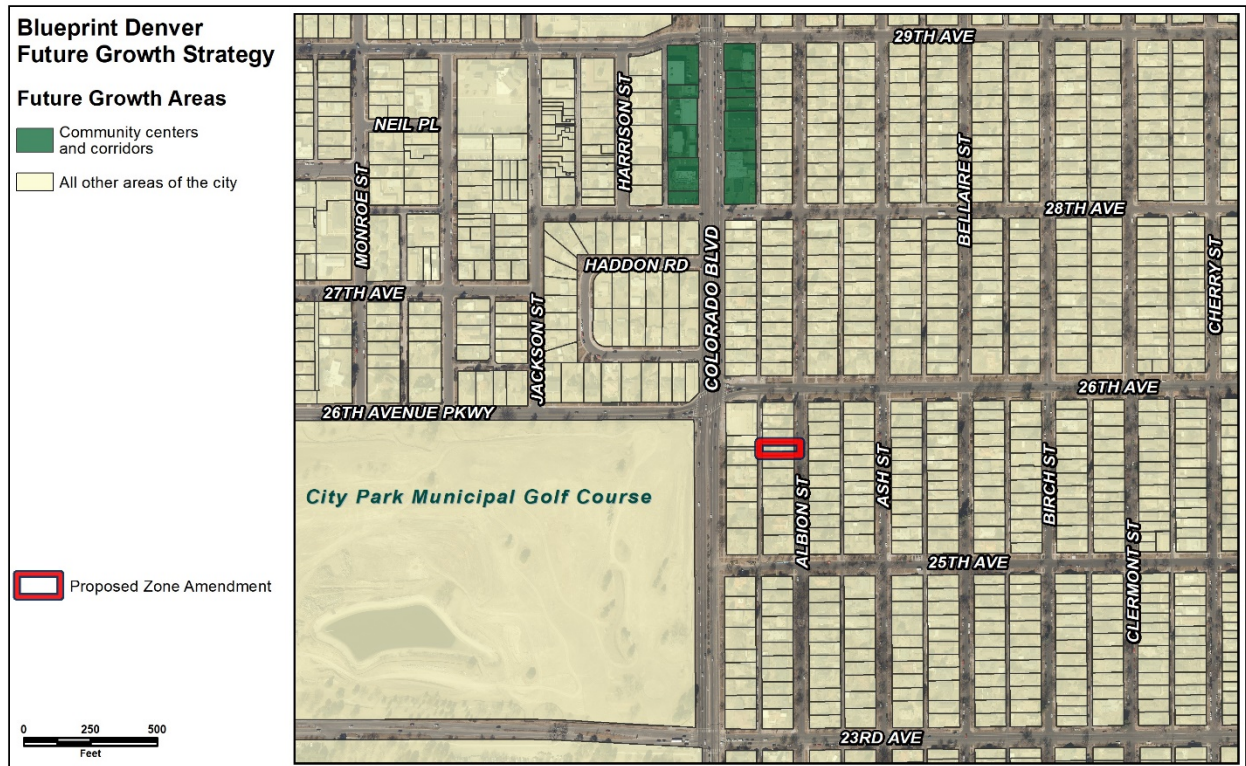 Blueprint Denver
Future Growth Strategy
Future Growth Areas
Community centers
and corridors
All other areas of the city
Proposed Zone Amendment
0 250 500
Feet
29TH AVE
NEIL PL
HARRISON ST
MONROE ST
BELLAIRE ST
28TH AVE
COLORADO BLVD
HADDON RD
27TH AVE
CHERRY ST
JACKSON ST
26TH AVE
26TH AVENUE PKWY
City Park Municipal Golf Course
ALBION ST
ASH ST
BIRCH ST
CLERMONT ST
25TH AVE
23RD AVE